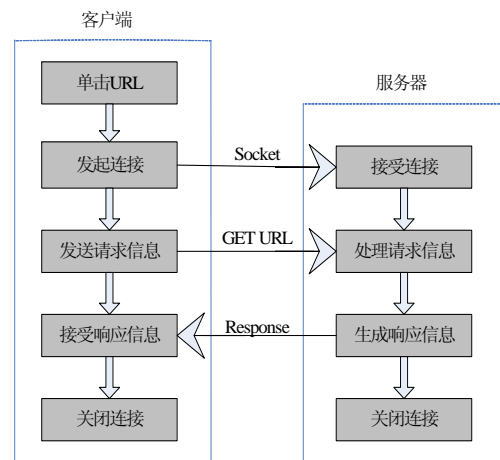 客户端
服务器
单击URL
发起连接
Socket
接受连接
发送请求信息
GET URL
处理请求信息
接受响应信息
Response
生成响应信息
关闭连接
关闭连接